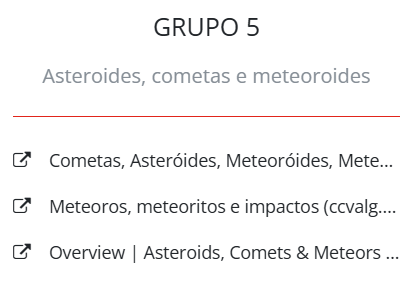 GRUPO 5
Asteroides, cometas e meteoroides
Cometas, Asteróides, Meteoróides, Mete...
Meteoros, meteoritos e impactos (ccvalg....
Overview | Asteroids, Comets & Meteors ...